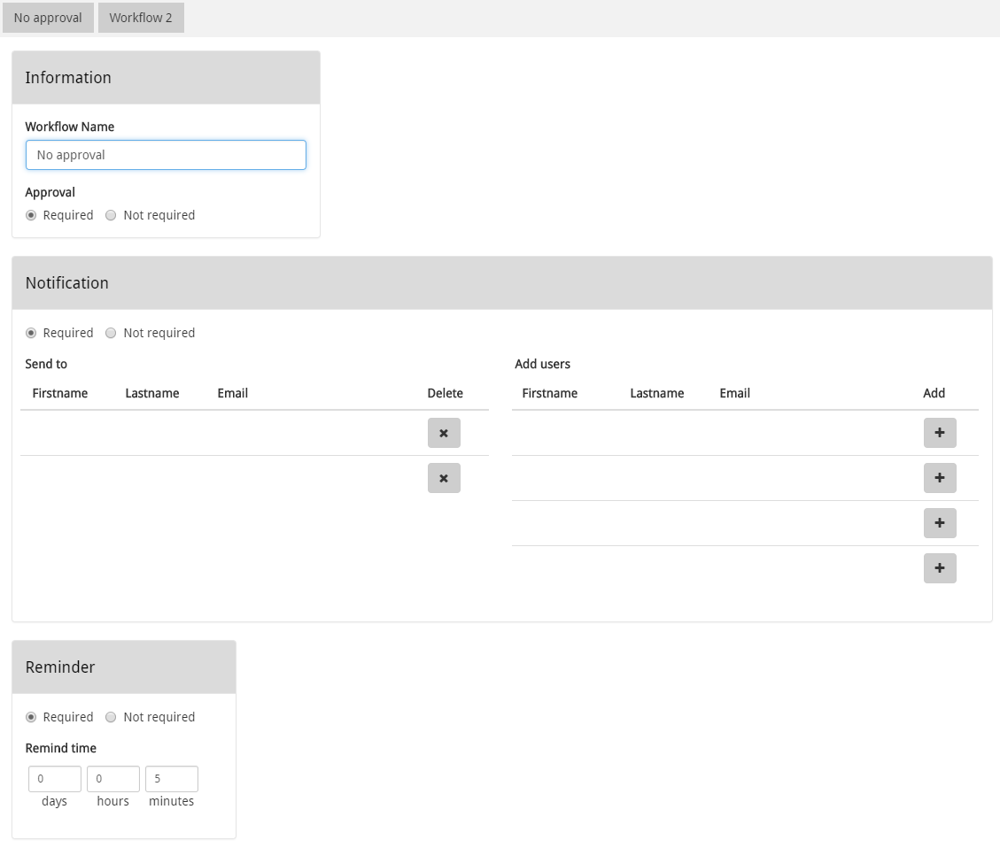 No approval Workflow 2
Information
Workflow Name
No approval
Approval
Required Not required
Notification
Required Not required
Send to Add users
Firstname Lastname Email Delete Firstname Lastname Email Add
Reminder
Required Not required
Remind time
0 0 5
days hours minutes